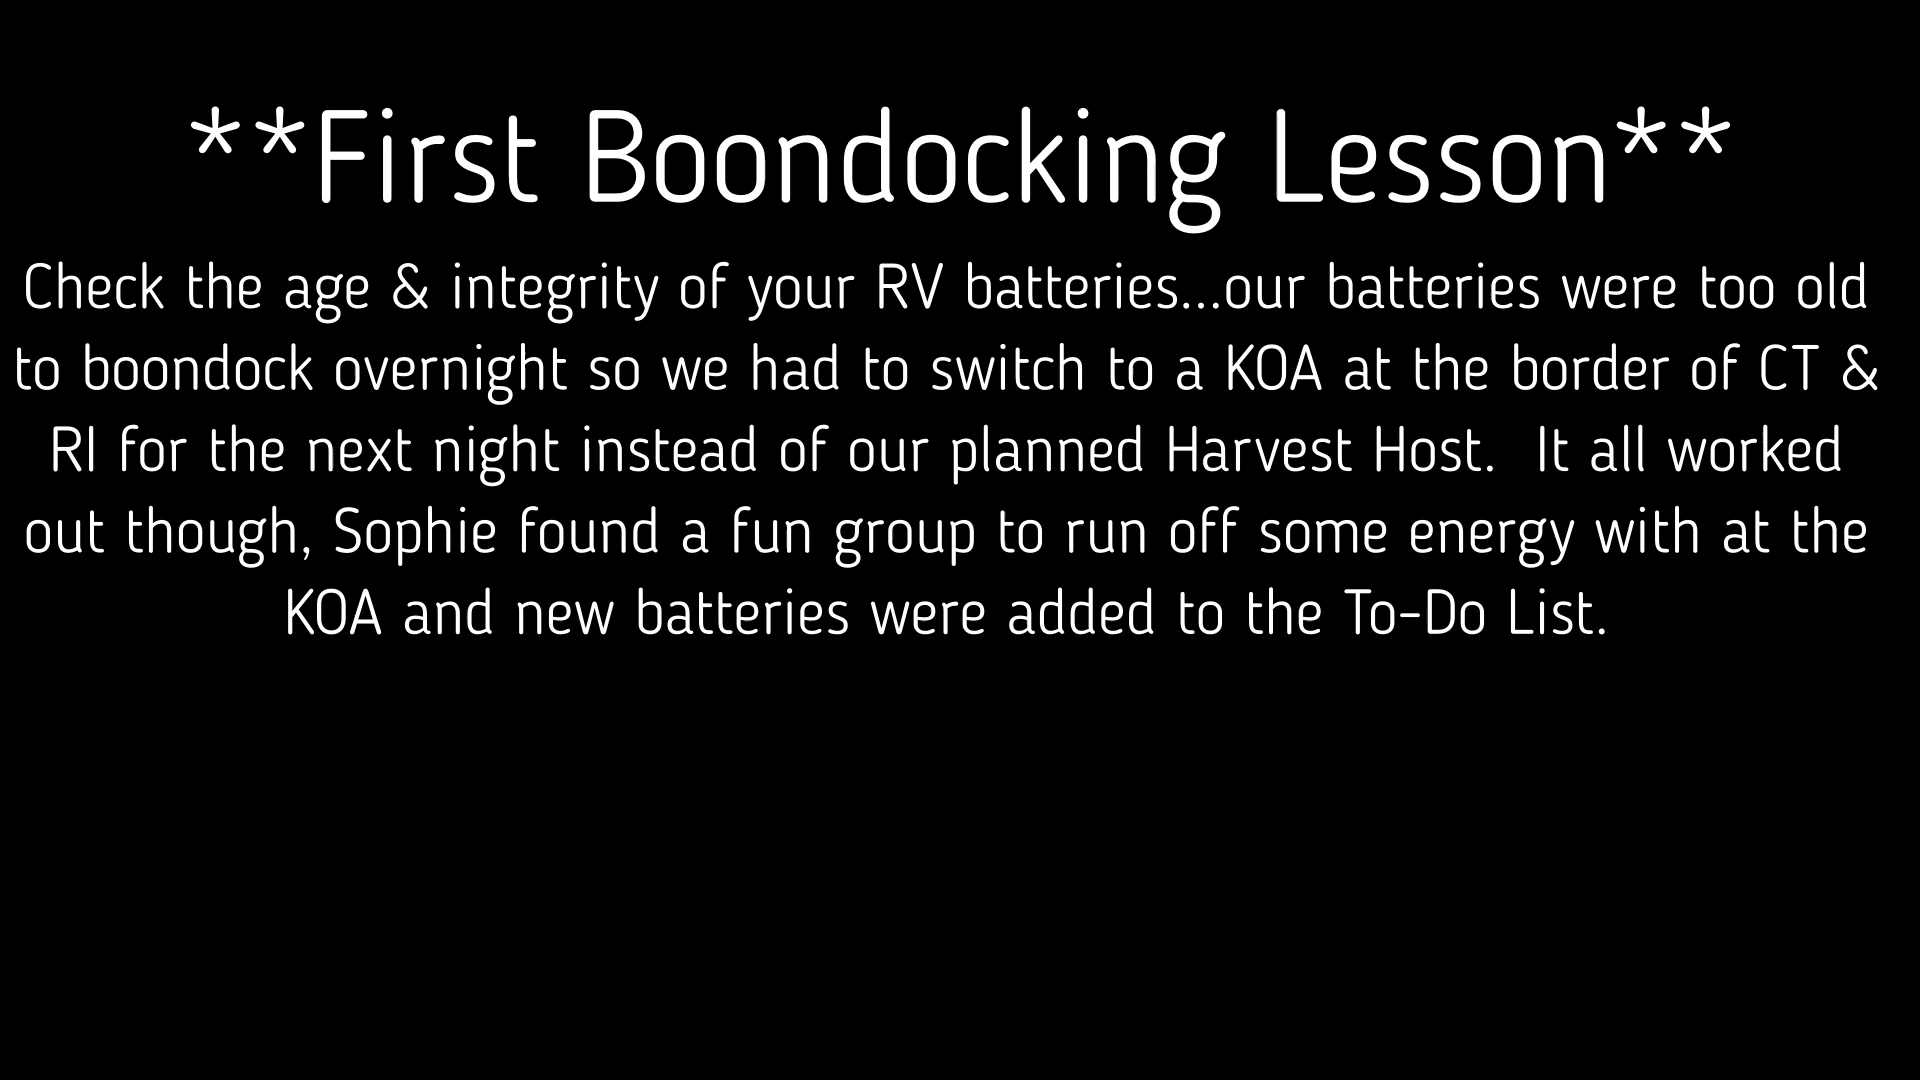 **First Boondocking Lesson**
Check the age & integrity of your RV batteries...our batteries were too old
to boondock overnight so we had to switch to a KOA at the border of CT &
RI for the next night instead of our planned Harvest Host.  It all worked
out though, Sophie found a fun group to run off some energy with at the
KOA and new batteries were added to the To-Do List.